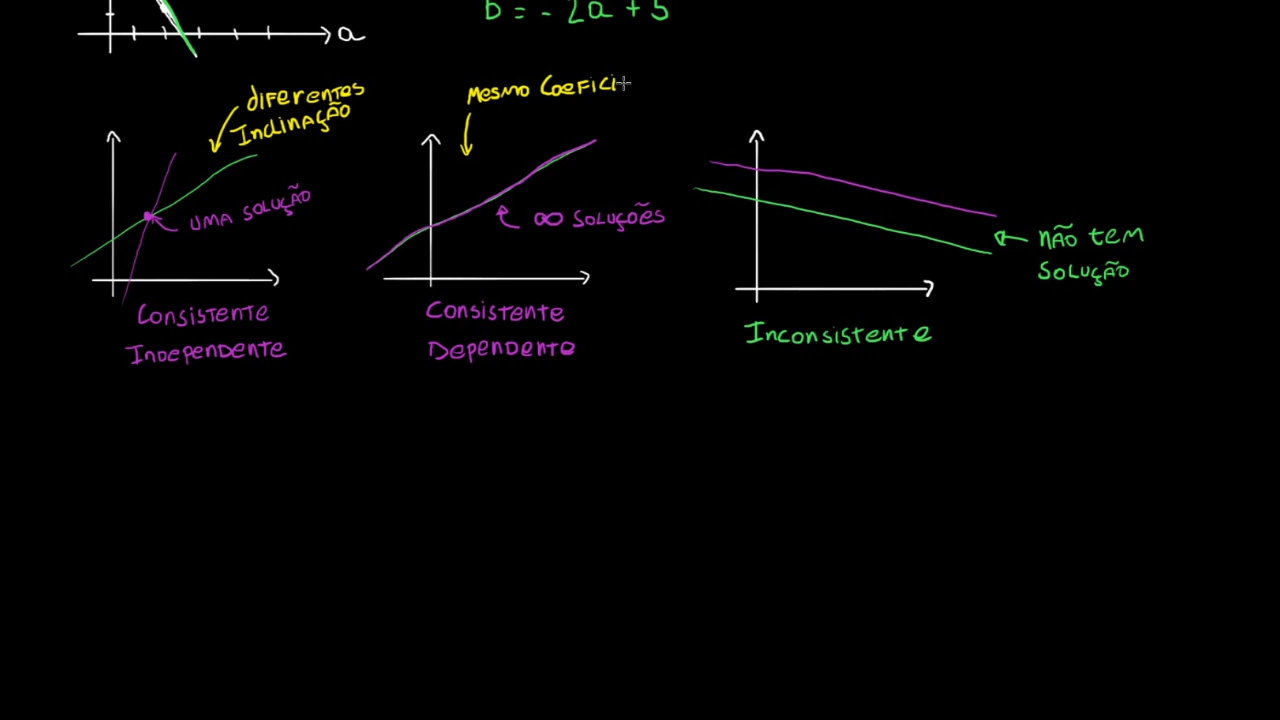 b = -2a + 5
a
diferentes
Inclinação
Mesmo Coefici
uma solução
∞ soluções
não tem
solução
Consistente
Independente
Consistente
Dependente
Inconsistente